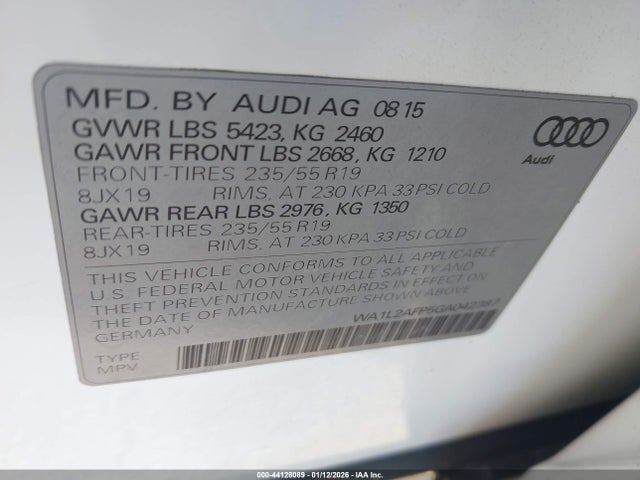 MFD. BY AUDI AG 08 15
GVWR LBS 5423, KG 2460
GAWR FRONT LBS 2668, KG 1210
FRONT-TIRES 235/55 R19
8JX19 RIMS, AT 230 KPA 33 PSI COLD
GAWR REAR LBS 2976, KG 1350
REAR-TIRES 235/55 R19
8JX19 RIMS, AT 230 KPA 33 PSI COLD
Audi
THIS VEHICLE CONFORMS TO ALL APPLICABLE
U.S. FEDERAL MOTOR VEHICLE SAFETY AND
THEFT PREVENTION STANDARDS IN EFFECT ON
THE DATE OF MANUFACTURE SHOWN ABOVE.
GERMANY
WA1L2AFP5GA042387
TYPE
MPV
000-44128089 - 01/12/2026 - IAA Inc.